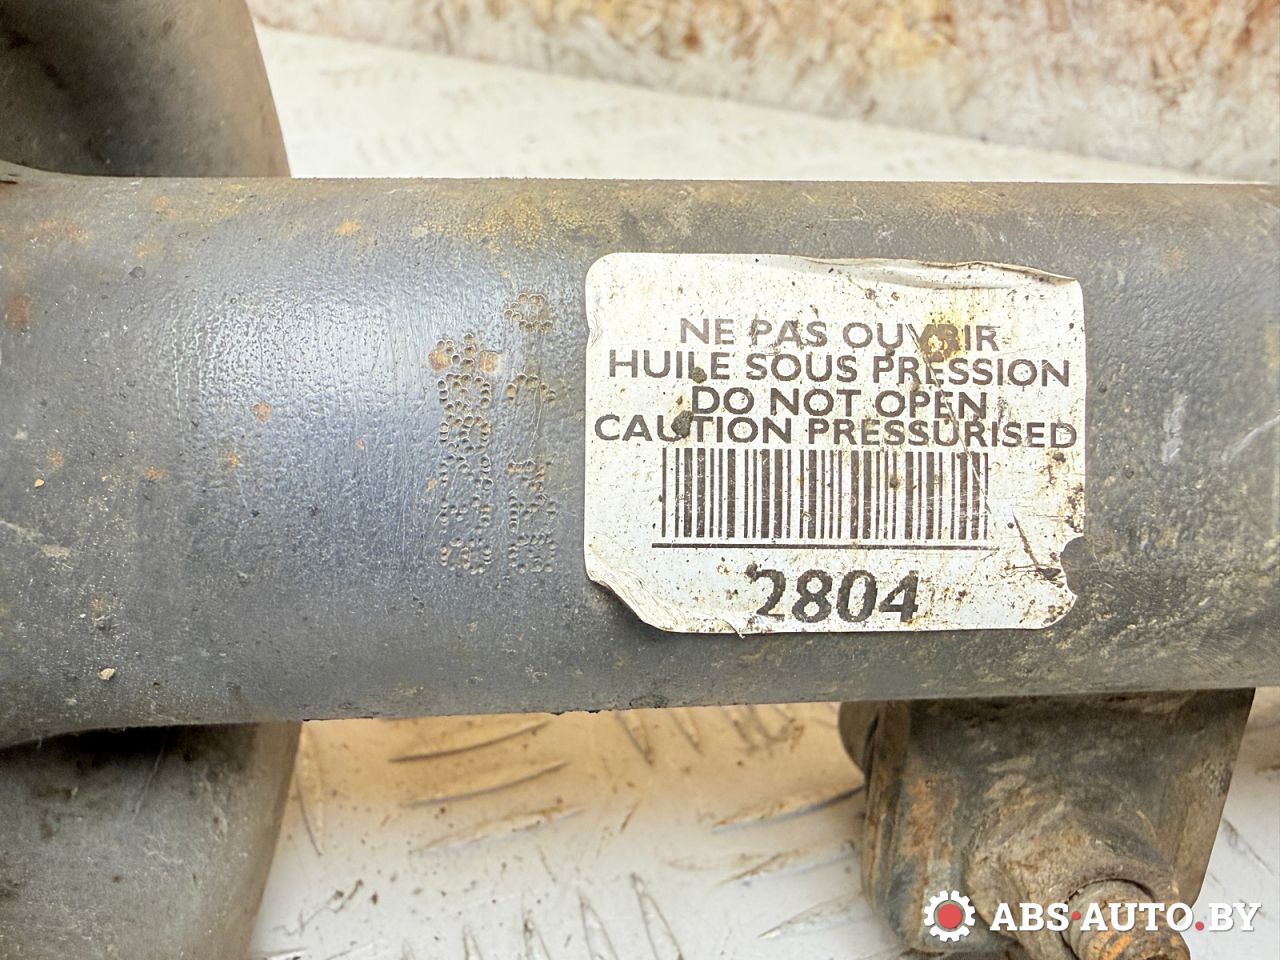 NE PAS OUVRIR
HUILE SOUS PRESSION
DO NOT OPEN
CAUTION PRESSURISED
2804
ABS-AUTO.BY